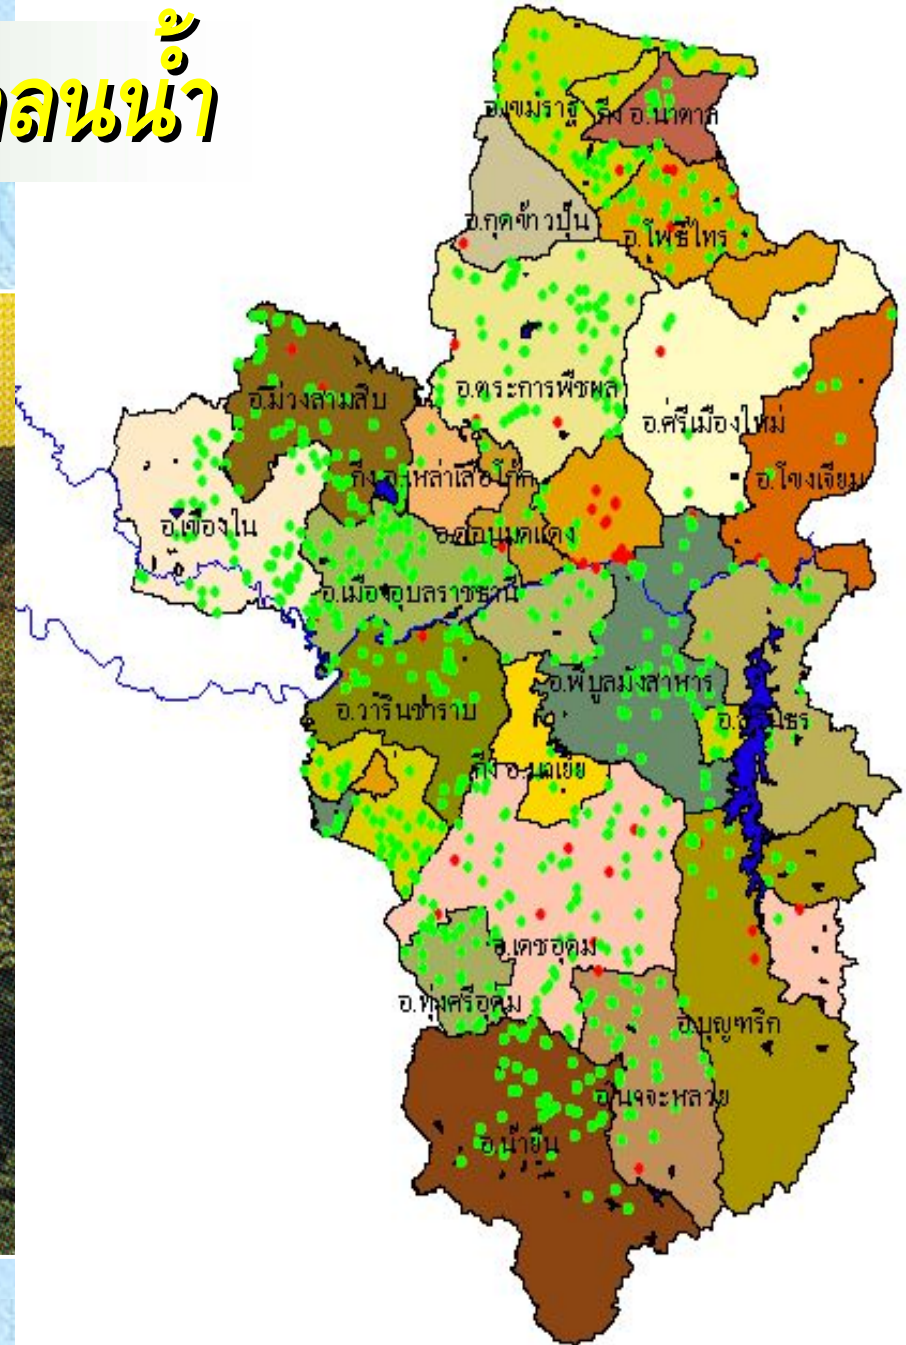 ลนน้ำ
อ.เขมราฐ
กิ่ง อ.นาตาล
อ.กุดข้าวปุ้น
อ.โพธิ์ไทร
อ.ตระการพืชผล
อ.ม่วงสามสิบ
อ.ศรีเมืองใหม่
กิ่ง อ.เหล่าเสือโก้ก
อ.โขงเจียม
อ.เขื่องใน
อ.ดอนมดแดง
อ.เมืองอุบลราชธานี
อ.พิบูลมังสาหาร
อ.วารินชำราบ
อ.สิรินธร
กิ่ง อ.นาเยีย
อ.เดชอุดม
อ.ทุ่งศรีอุดม
อ.บุญฑริก
อ.นาจะหลวย
อ.น้ำยืน